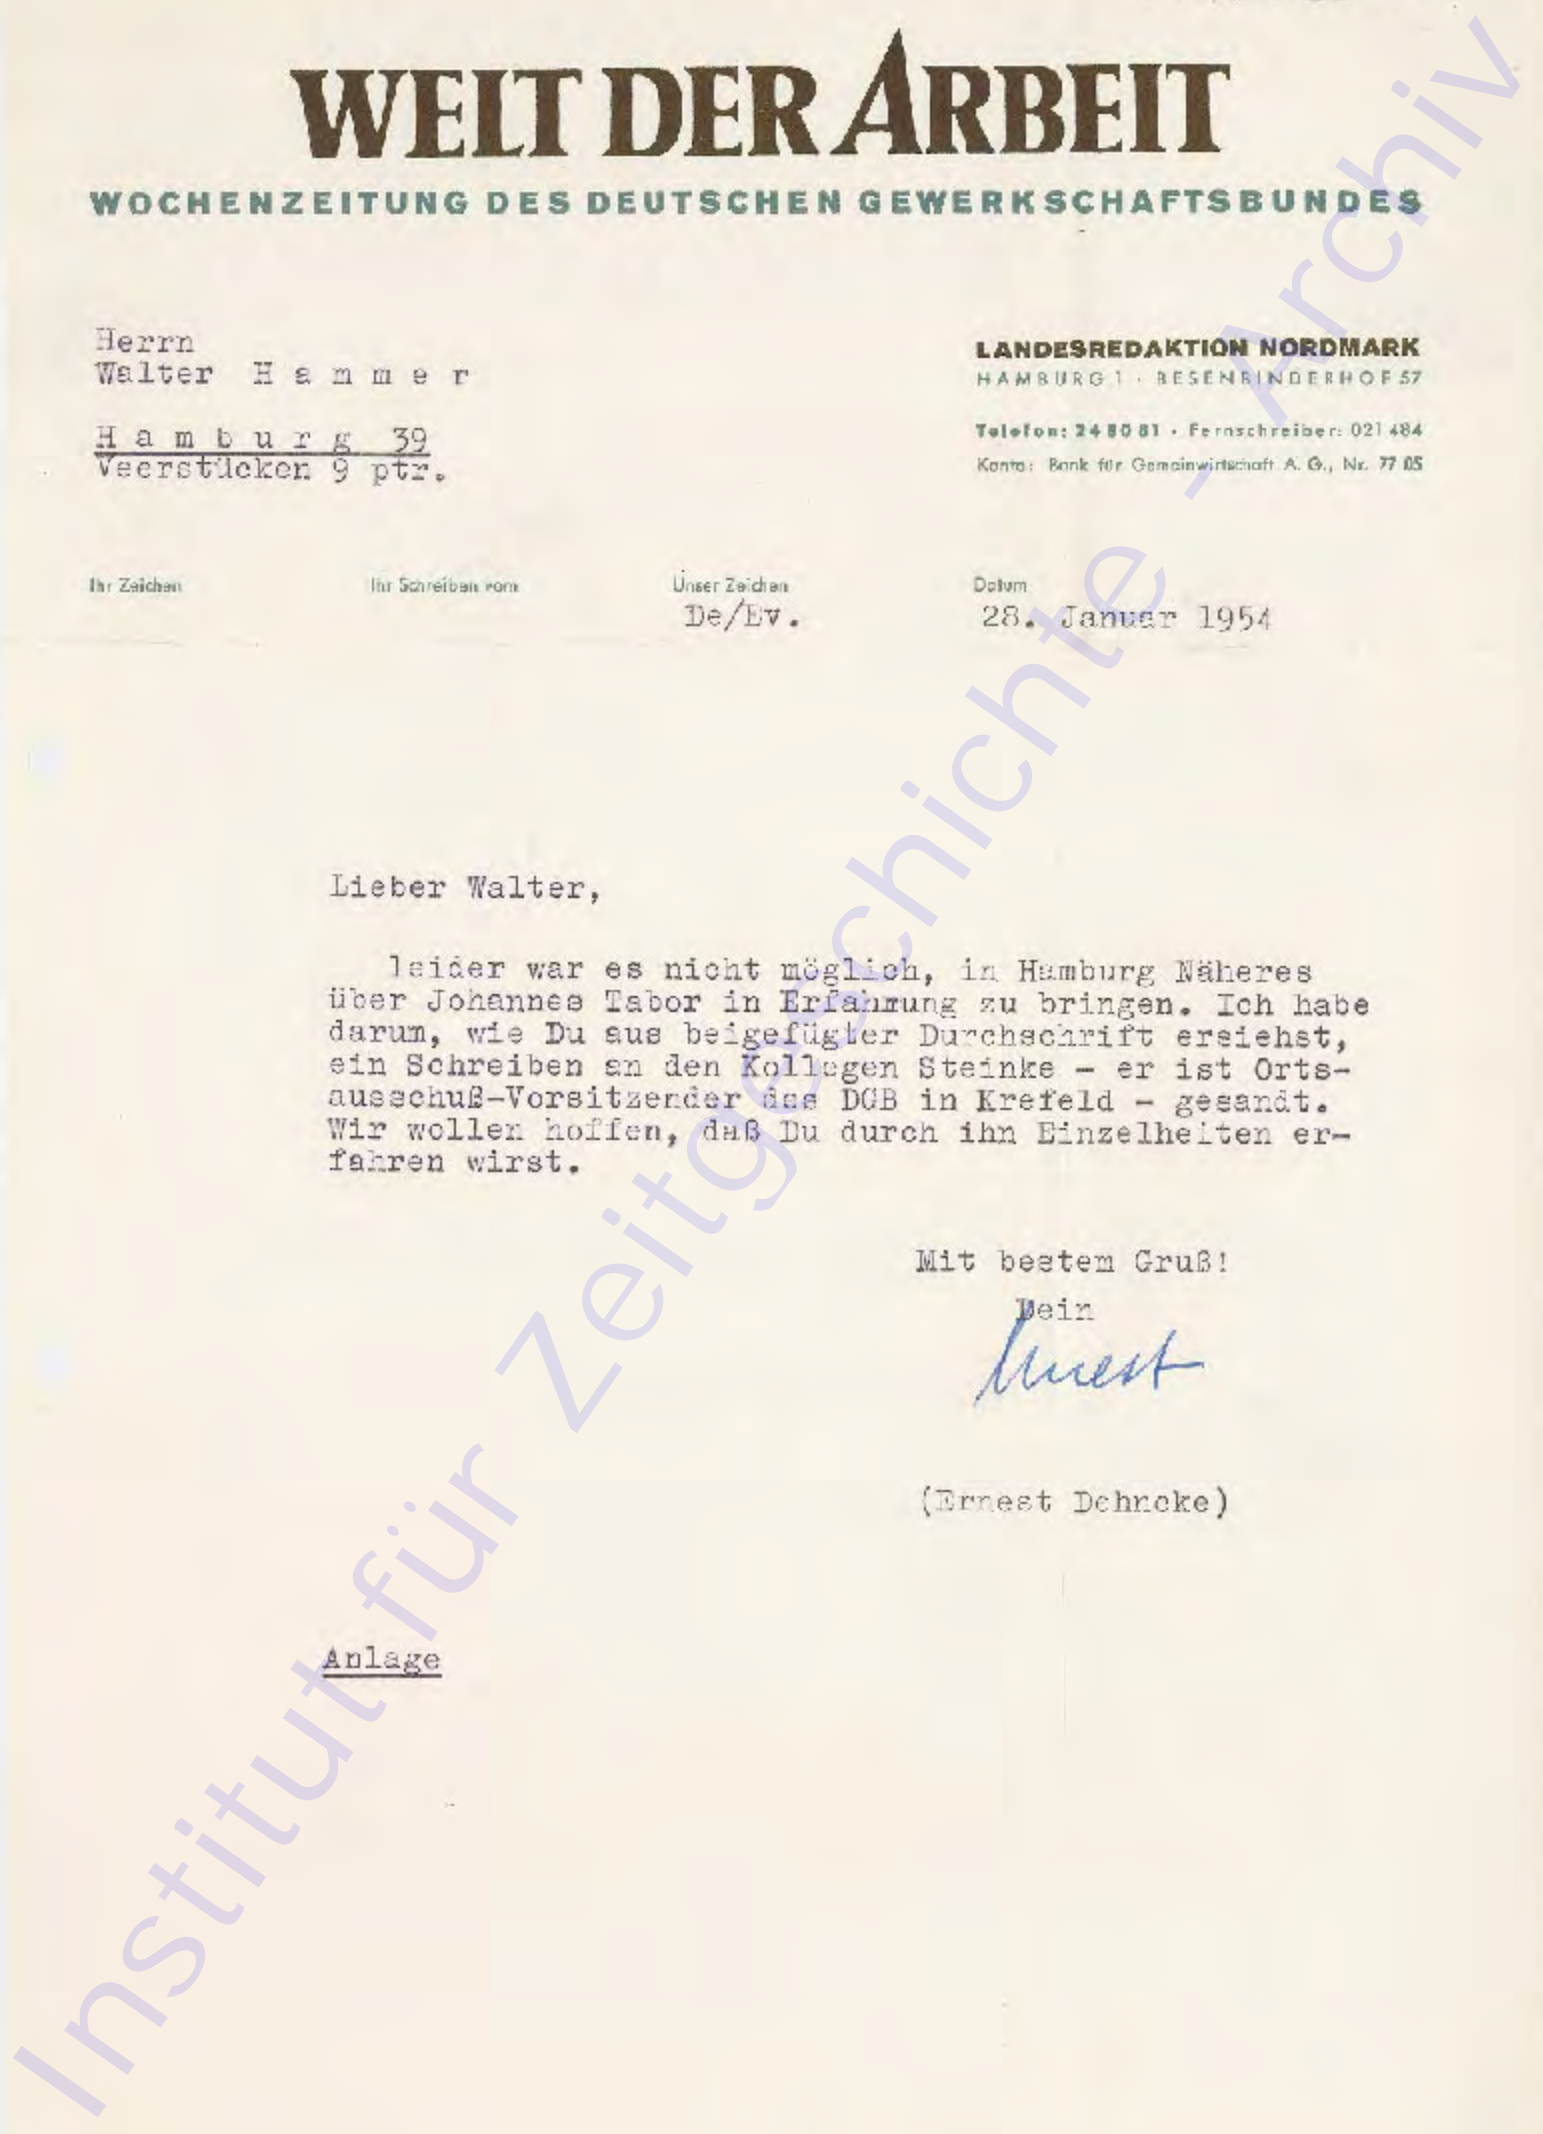 WELT DER ARBEIT
WOCHENZEITUNG DES DEUTSCHEN GEWERKSCHAFTSBUNDES
Herrn
Walter H a m m e r
H a m b u r g 39
Veerstücken 9 ptr.
LANDESREDAKTION NORDMARK
HAMBURG 1 · BESENBINDERHOF 57
Telefon: 24 80 81 · Fernschreiber: 021 484
Konto: Bank für Gemeinwirtschaft A. G., Nr. 77 05
Ihr Zeichen
Ihr Schreiben vom
Unser Zeichen
Datum
De/Ev.
28. Januar 1954
Lieber Walter,
leider war es nicht möglich, in Hamburg Näheres
über Johannes Tabor in Erfahrung zu bringen. Ich habe
darum, wie Du aus beigefügter Durchschrift ersiehst,
ein Schreiben an den Kollegen Steinke - er ist Orts-
ausschuß-Vorsitzender des DGB in Krefeld - gesandt.
Wir wollen hoffen, daß Du durch ihn Einzelheiten er-
fahren wirst.
Mit bestem Gruß!
Dein
Ernest
(Ernest Dehncke)
Anlage
Institut für Zeitgeschichte - Archiv